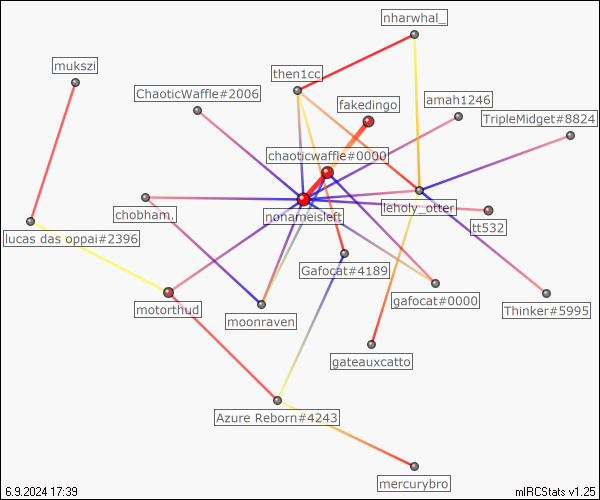 nharwhal_
mukszi
then1cc
ChaoticWaffle#2006
fakedingo
amah1246
TripleMidget#8824
chaoticwaffle#0000
chobham.
nonameisleft
leholy_otter
tt532
lucas das oppai#2396
Gafocat#4189
gafocat#0000
motorthud
moonraven
Thinker#5995
gateauxcatto
Azure Reborn#4243
mercurybro
6.9.2024 17:39
mIRCStats v1.25